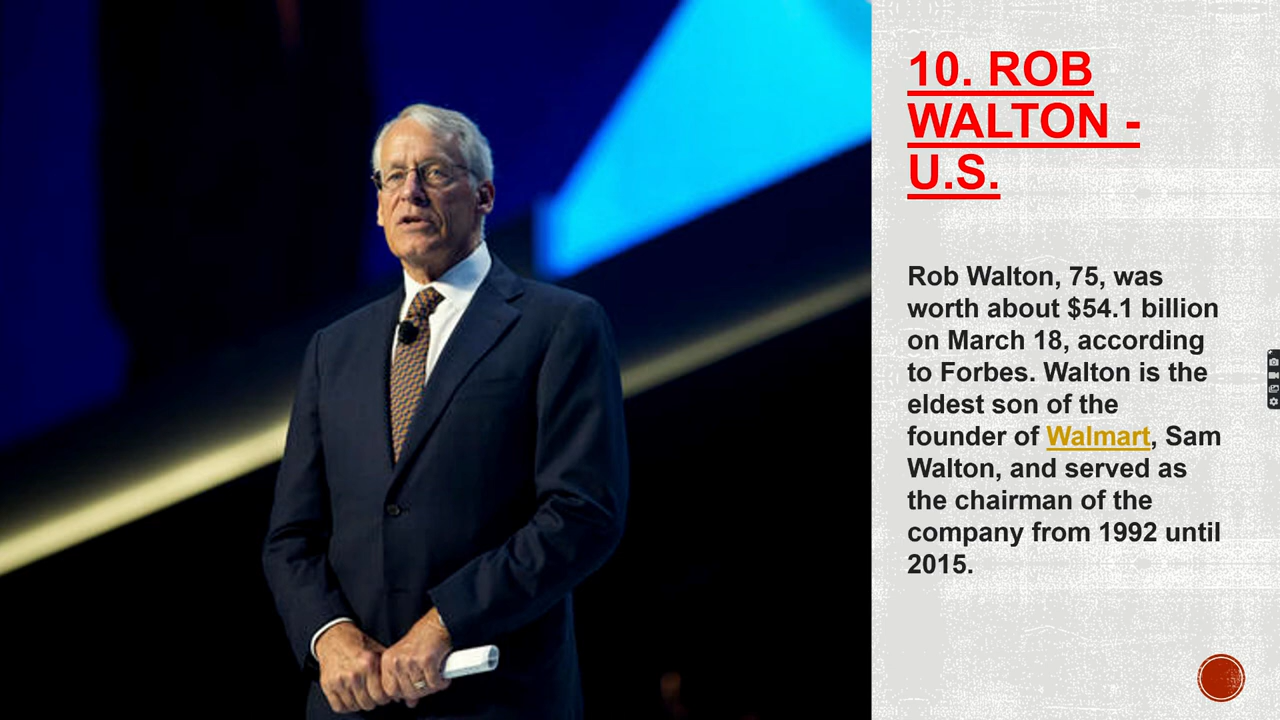 10. ROB
WALTON -
U.S.
Rob Walton, 75, was
worth about $54.1 billion
on March 18, according
to Forbes. Walton is the
eldest son of the
founder of Walmart, Sam
Walton, and served as
the chairman of the
company from 1992 until
2015.